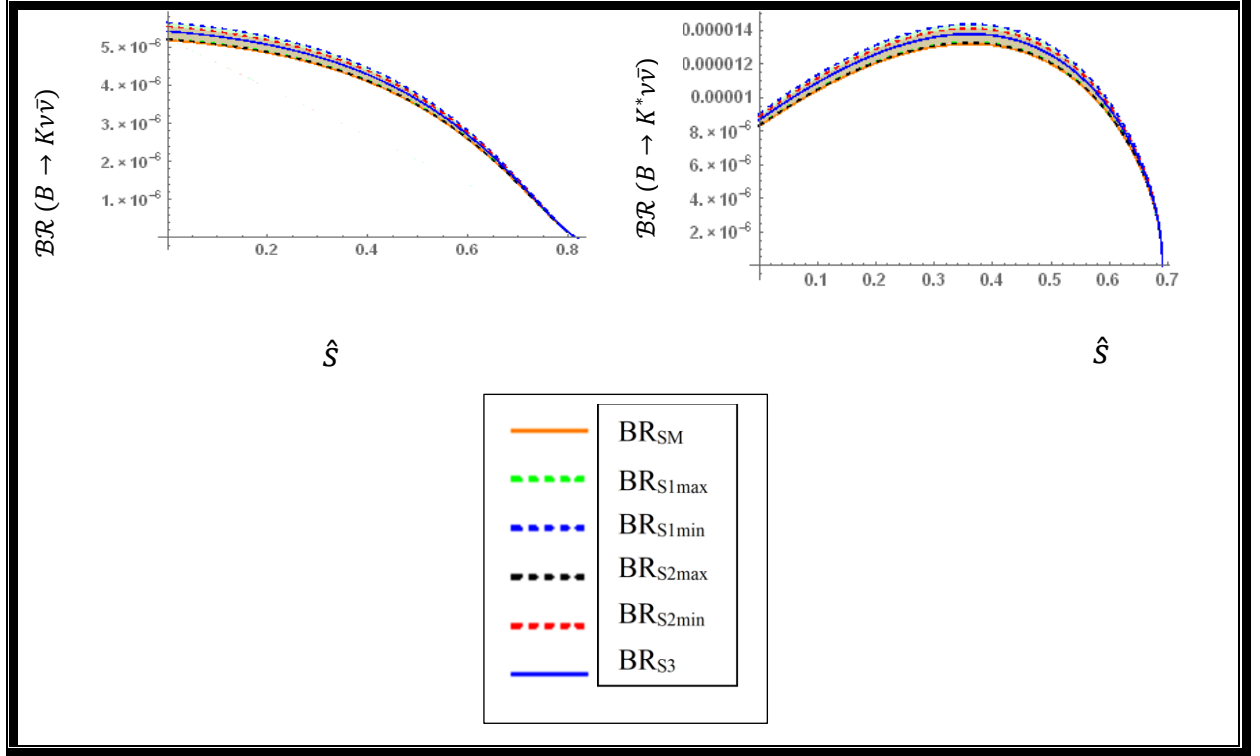 BR (B → Kνν̄)
5. × 10⁻⁶
4. × 10⁻⁶
3. × 10⁻⁶
2. × 10⁻⁶
1. × 10⁻⁶
0.2 0.4 0.6 0.8
ŝ
BR (B → K*νν̄)
0.000014
0.000012
0.00001
8. × 10⁻⁶
6. × 10⁻⁶
4. × 10⁻⁶
2. × 10⁻⁶
0.1 0.2 0.3 0.4 0.5 0.6 0.7
ŝ
BR_SM
BR_S1max
BR_S1min
BR_S2max
BR_S2min
BR_S3